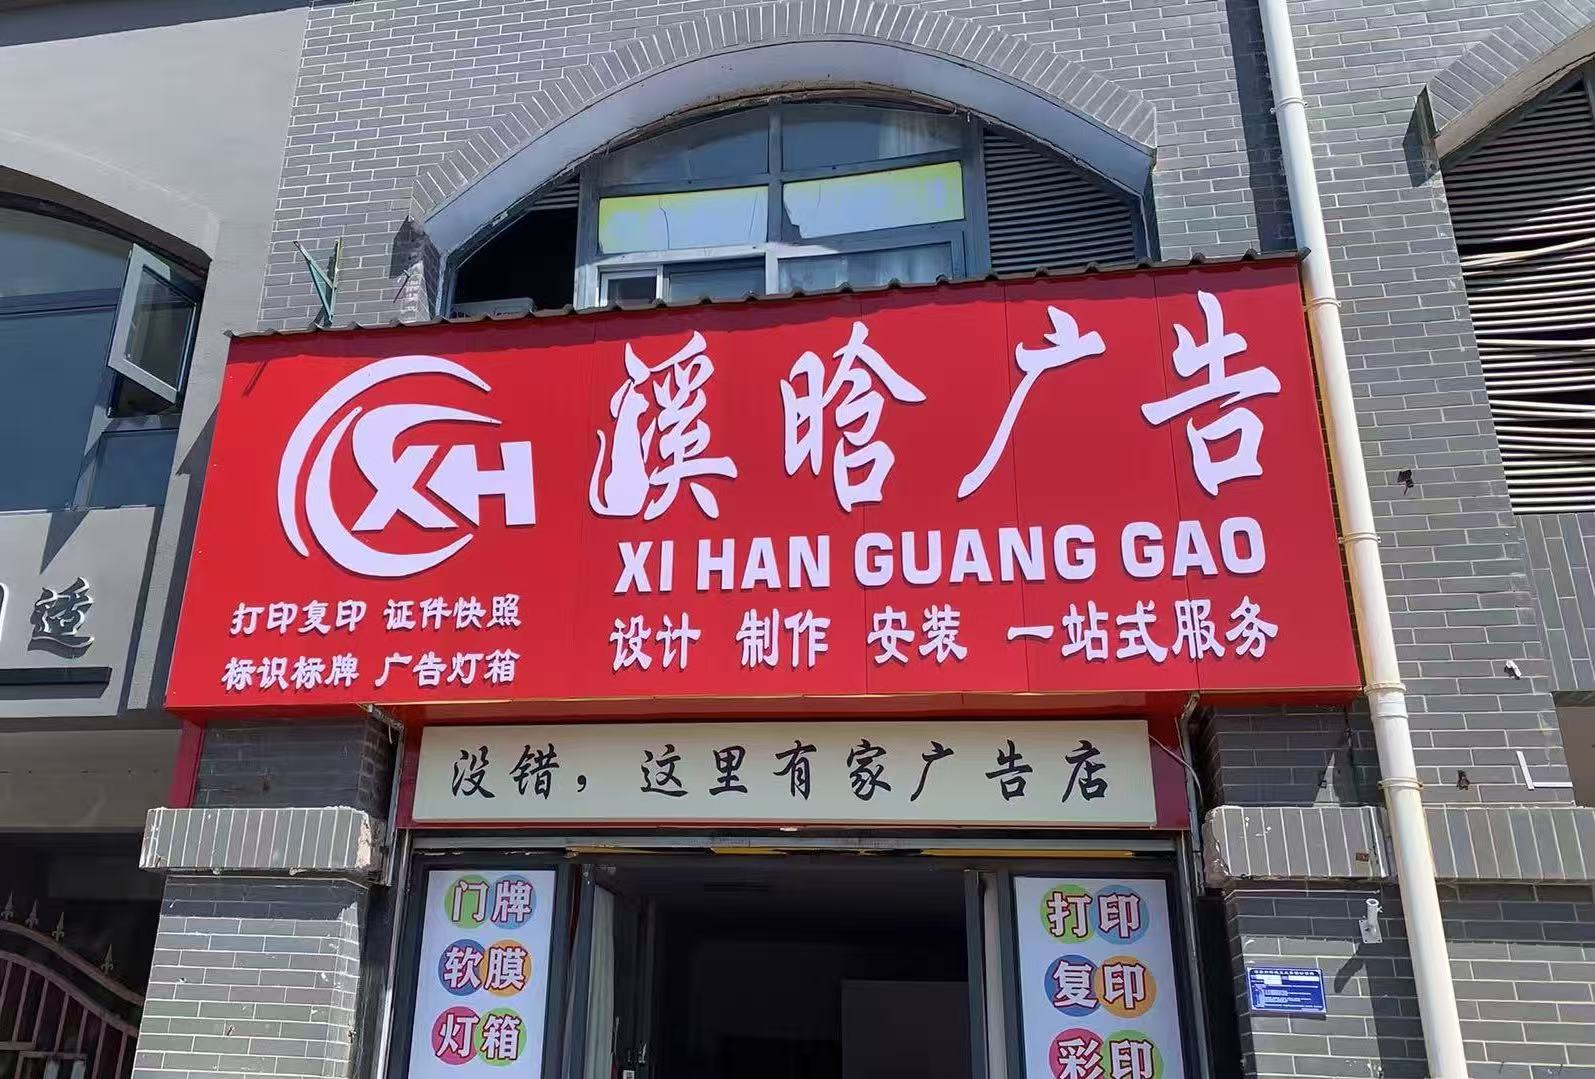 溪晗广告
XH
XI HAN GUANG GAO
打印复印 证件快照
标识标牌 广告灯箱
设计 制作 安装 一站式服务
没错，这里有家广告店
适
门牌
软膜
灯箱
打印
复印
彩印